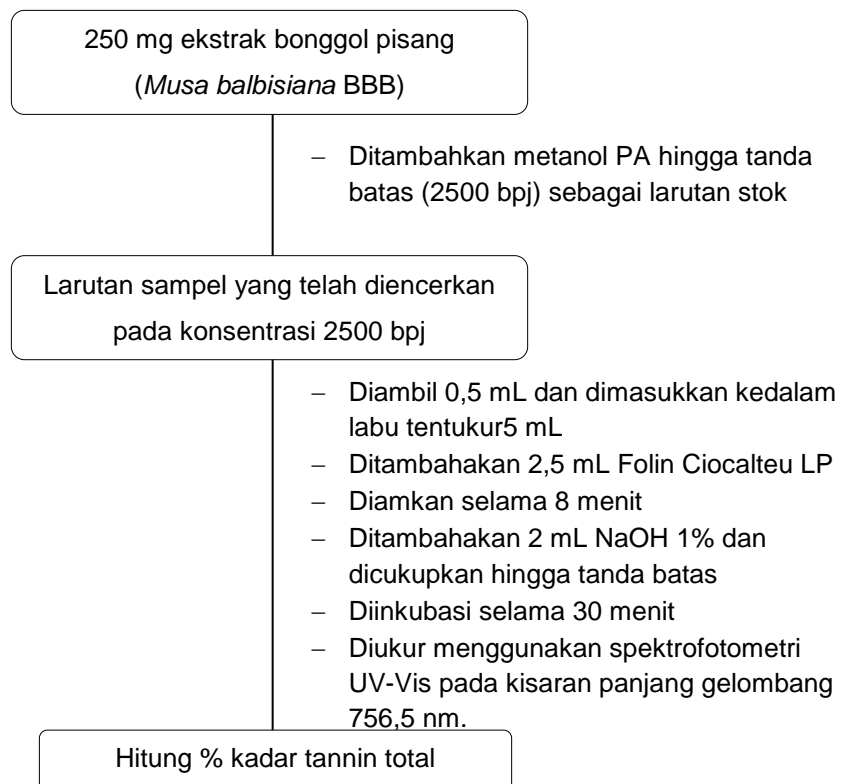 250 mg ekstrak bonggol pisang
(Musa balbisiana BBB)
– Ditambahkan metanol PA hingga tanda
batas (2500 bpj) sebagai larutan stok
Larutan sampel yang telah diencerkan
pada konsentrasi 2500 bpj
– Diambil 0,5 mL dan dimasukkan kedalam
labu tentukur5 mL
– Ditambahakan 2,5 mL Folin Ciocalteu LP
– Diamkan selama 8 menit
– Ditambahakan 2 mL NaOH 1% dan
dicukupkan hingga tanda batas
– Diinkubasi selama 30 menit
– Diukur menggunakan spektrofotometri
UV-Vis pada kisaran panjang gelombang
756,5 nm.
Hitung % kadar tannin total